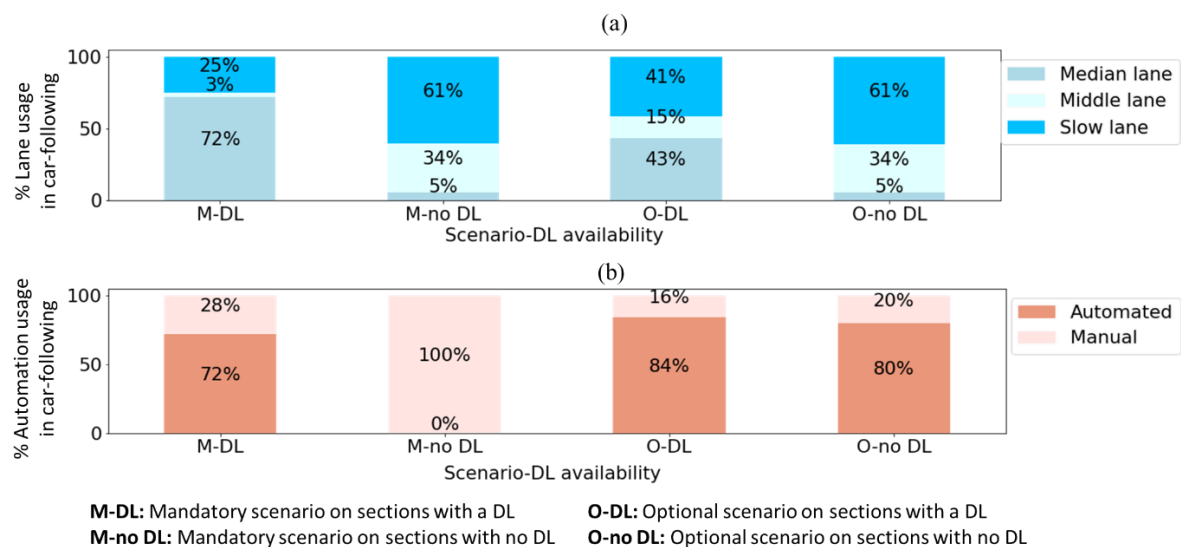 (a)
% Lane usage
in car-following
100
50
0
25%
3%
72%
61%
34%
5%
41%
15%
43%
61%
34%
5%
M-DL
M-no DL
O-DL
O-no DL
Scenario-DL availability
Median lane
Middle lane
Slow lane
(b)
% Automation usage
in car-following
100
50
0
28%
72%
100%
0%
16%
84%
20%
80%
M-DL
M-no DL
O-DL
O-no DL
Scenario-DL availability
Automated
Manual
M-DL: Mandatory scenario on sections with a DL
O-DL: Optional scenario on sections with a DL
M-no DL: Mandatory scenario on sections with no DL
O-no DL: Optional scenario on sections with no DL